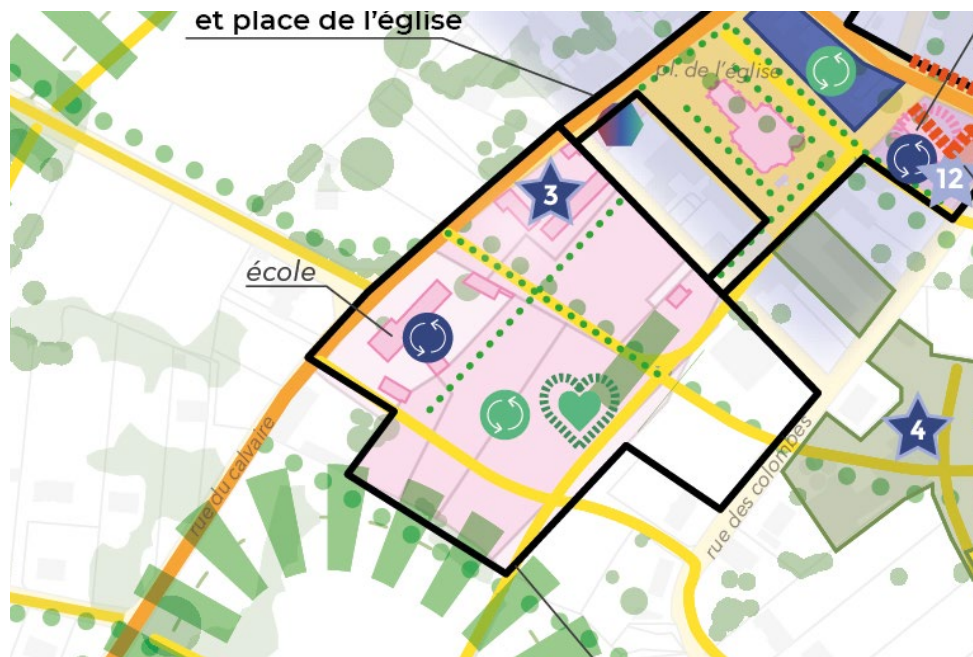 et place de l'église
pl. de l'église
12
3
école
4
rue du calvaire
rue des colombes